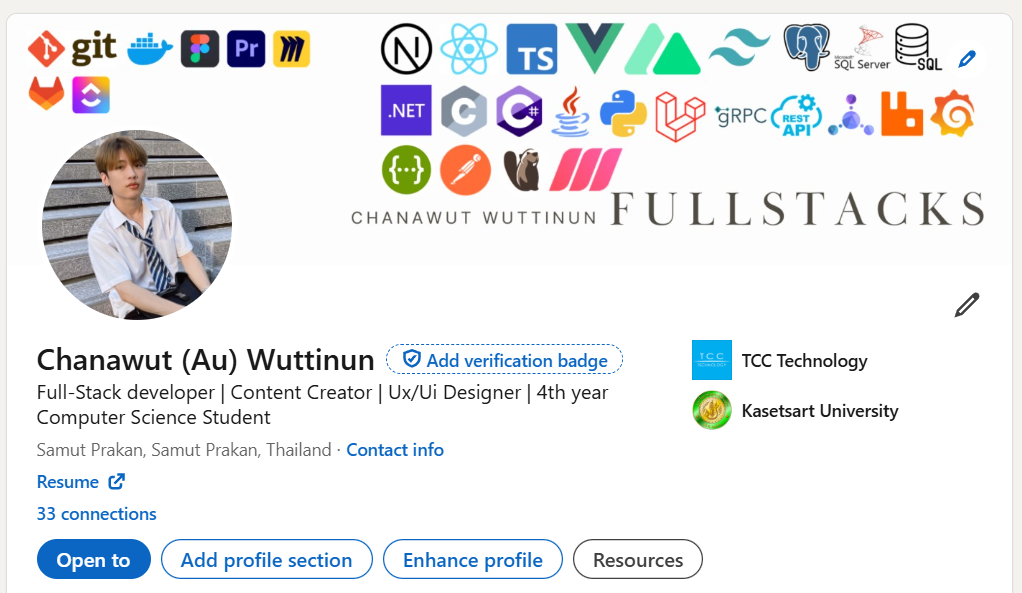 git
Pr
N
TS
Microsoft
SQL Server
SQL
.NET
C
C#
gRPC
REST
API
CHANAWUT WUTTINUN FULLSTACKS
Chanawut (Au) Wuttinun
Add verification badge
Full-Stack developer | Content Creator | Ux/Ui Designer | 4th year
Computer Science Student
Samut Prakan, Samut Prakan, Thailand · Contact info
Resume
33 connections
Open to
Add profile section
Enhance profile
Resources
TCC
TECHNOLOGY
TCC Technology
Kasetsart University